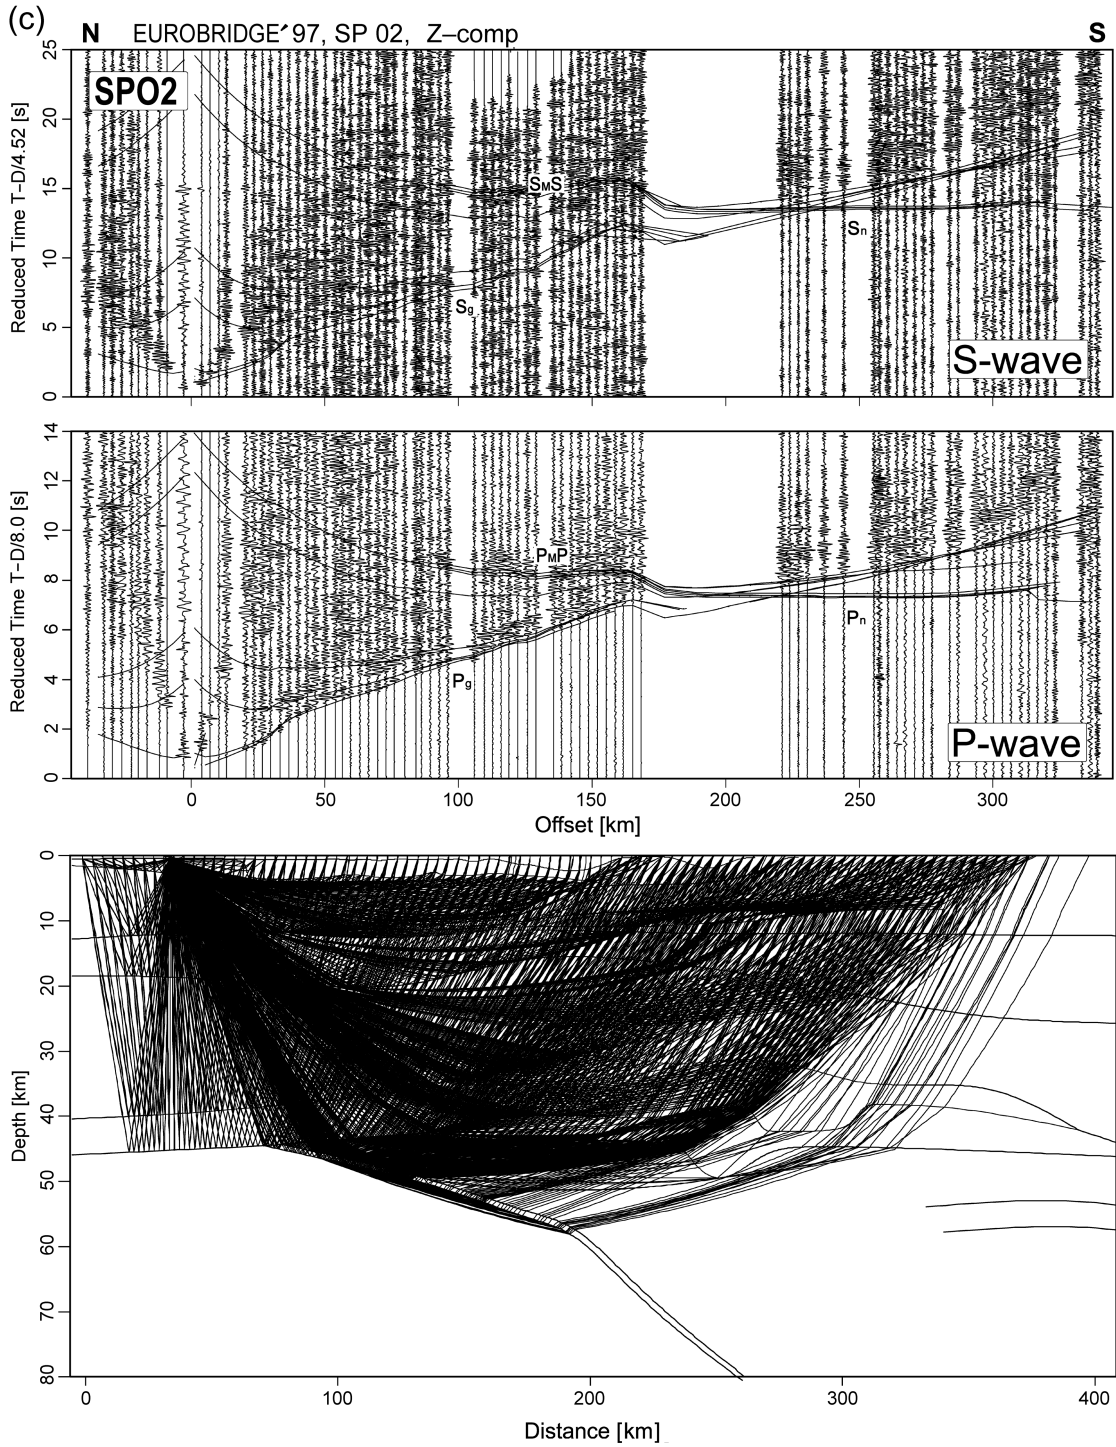 (c)
N EUROBRIDGE´97, SP 02, Z–comp S
25
20
15
10
5
0
Reduced Time T–D/4.52 [s]
SPO2
SMS
Sn
Sg
S-wave
14
12
10
8
6
4
2
0
Reduced Time T–D/8.0 [s]
PMP
Pn
Pg
P-wave
0 50 100 150 200 250 300
Offset [km]
0
10
20
30
40
50
60
70
80
Depth [km]
0 100 200 300 400
Distance [km]